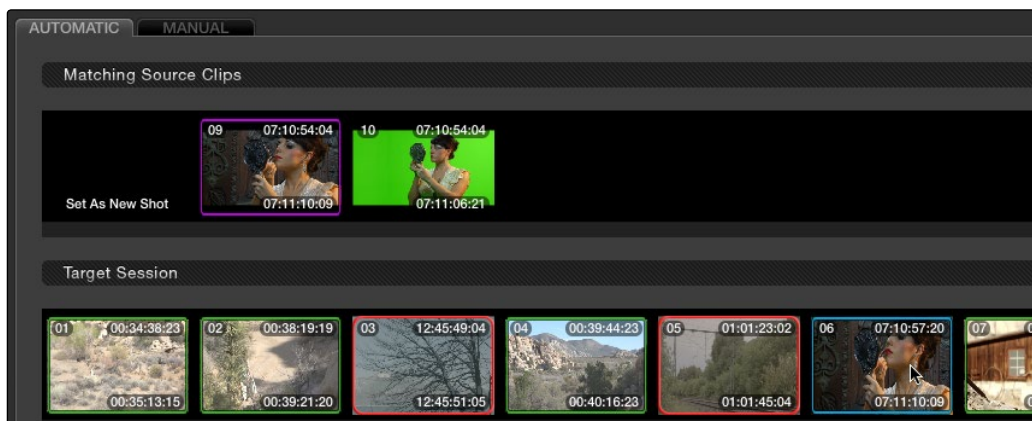 AUTOMATIC MANUAL
Matching Source Clips
09 07:10:54:04 10 07:10:54:04
Set As New Shot 07:11:10:09 07:11:06:21
Target Session
01 00:34:38:23 02 00:38:19:19 03 12:45:49:04 04 00:39:44:23 05 01:01:23:02 06 07:10:57:20 07
00:35:13:15 00:39:21:20 12:45:51:05 00:40:16:23 01:01:45:04 07:11:10:09